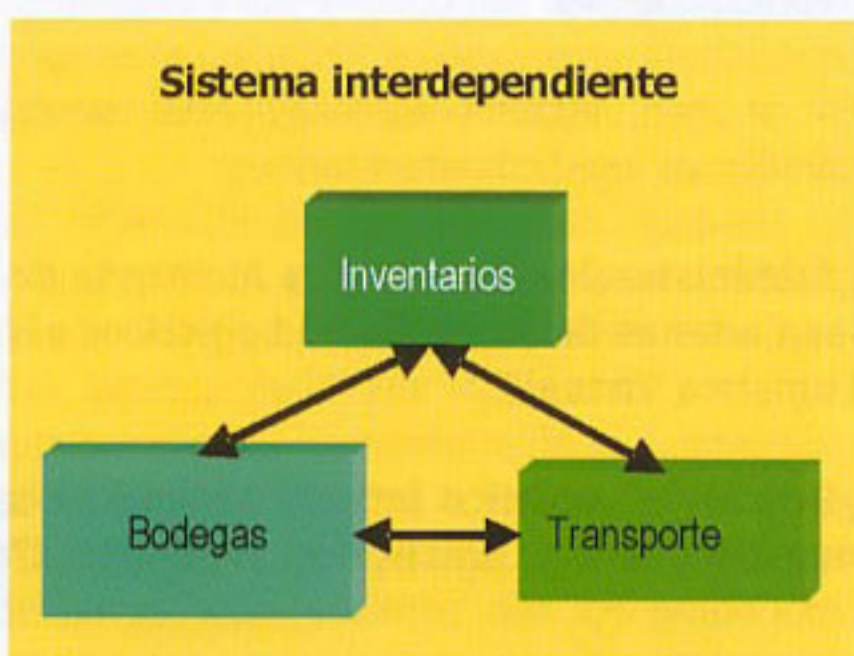 Sistema interdependiente
Inventarios
Bodegas
Transporte